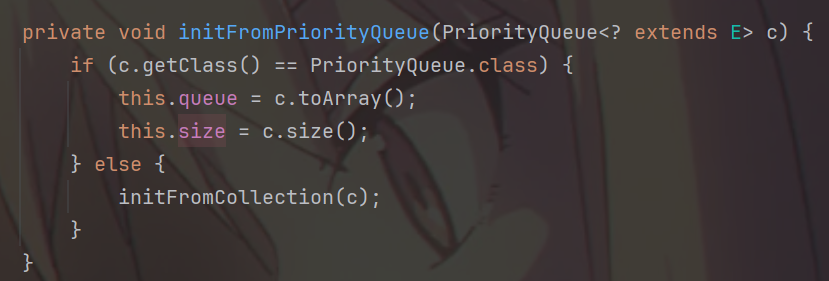 private void initFromPriorityQueue(PriorityQueue<? extends E> c) {
    if (c.getClass() == PriorityQueue.class) {
        this.queue = c.toArray();
        this.size = c.size();
    } else {
        initFromCollection(c);
    }
}